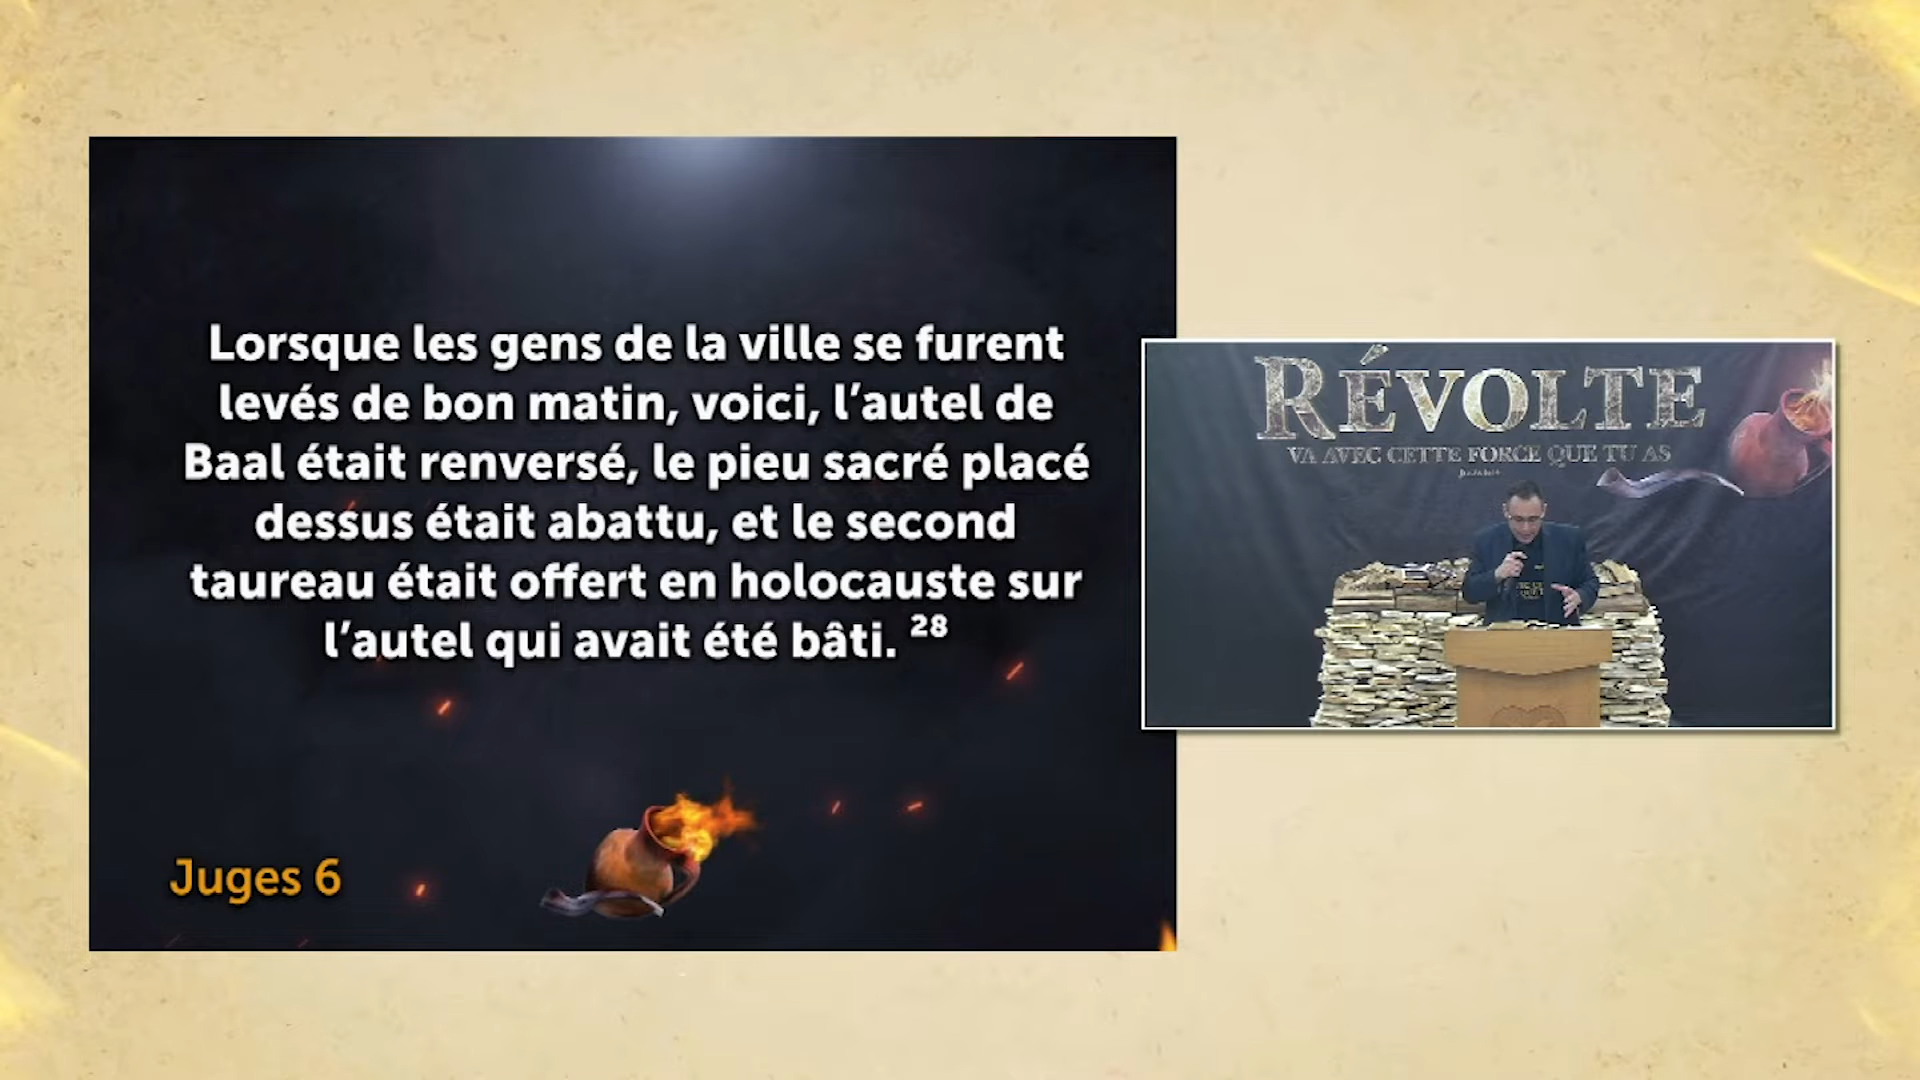 Lorsque les gens de la ville se furent
levés de bon matin, voici, l’autel de
Baal était renversé, le pieu sacré placé
dessus était abattu, et le second
taureau était offert en holocauste sur
l’autel qui avait été bâti. 28
Juges 6
RÉVOLTE
VA AVEC CETTE FORCE QUE TU AS